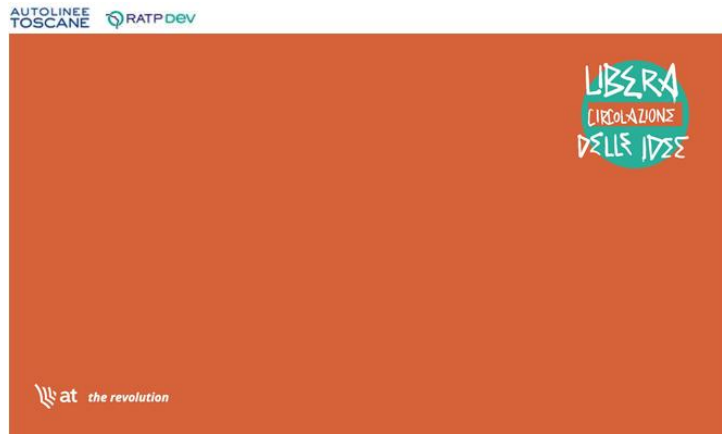 AUTOLINEE
TOSCANE
RATP DEV
LIBERA
CIRCOLAZIONE
DELLE IDEE
at the revolution